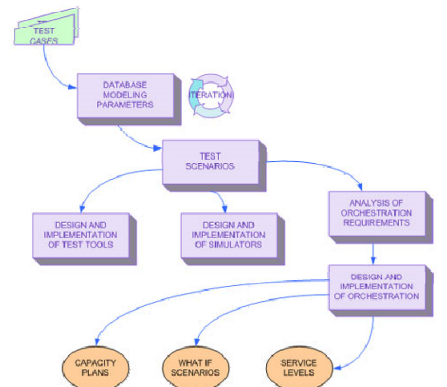 TEST
CASES
DATABASE
MODELING
PARAMETERS
ITERATION
TEST
SCENARIOS
DESIGN AND
IMPLEMENTATION
OF TEST TOOLS
DESIGN AND
IMPLEMENTATION
OF SIMULATORS
ANALYSIS OF
ORCHESTRATION
REQUIREMENTS
DESIGN AND
IMPLEMENTATION
OF ORCHESTRATION
CAPACITY
PLANS
WHAT IF
SCENARIOS
SERVICE
LEVELS